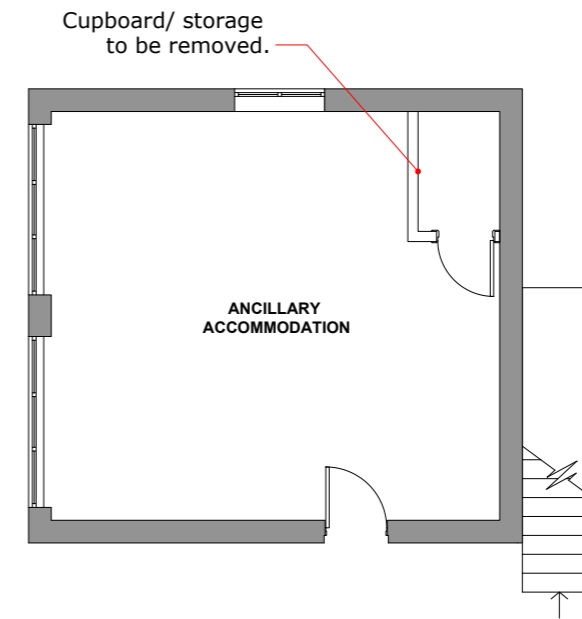 Cupboard/ storage
to be removed.
ANCILLARY
ACCOMMODATION